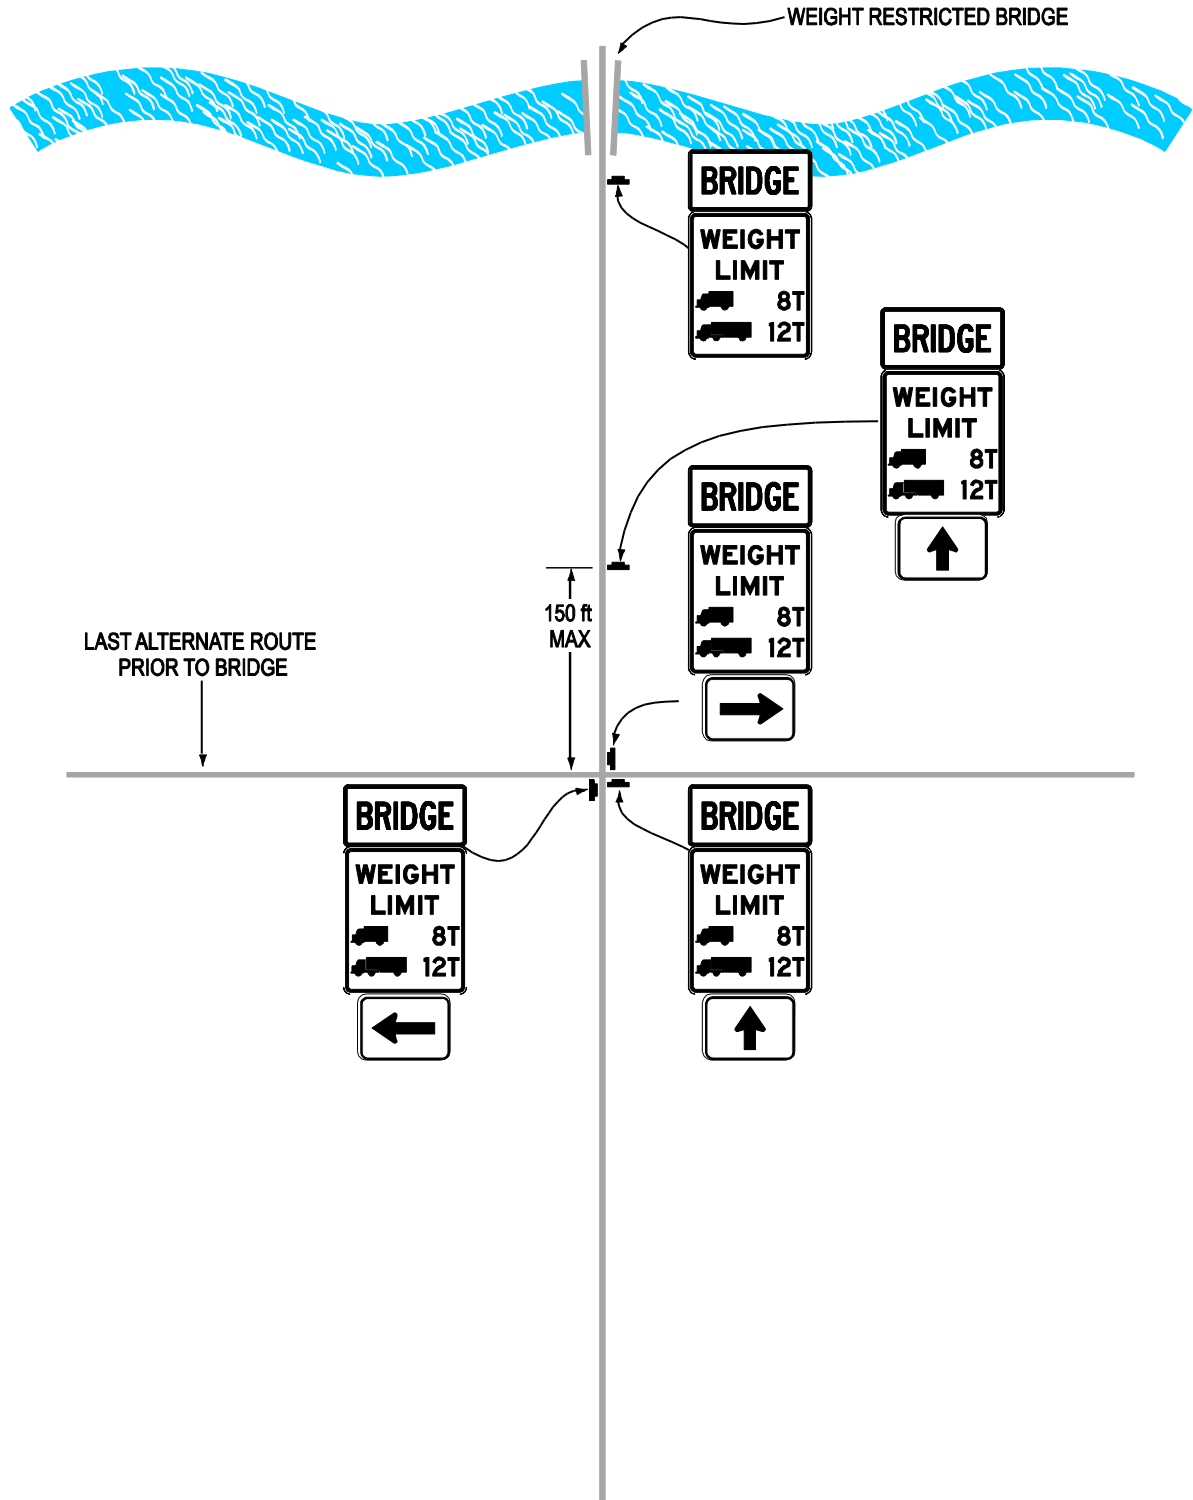 WEIGHT RESTRICTED BRIDGE
BRIDGE
WEIGHT
LIMIT
8T
12T
BRIDGE
WEIGHT
LIMIT
8T
12T
BRIDGE
WEIGHT
LIMIT
8T
12T
150 ft
MAX
LAST ALTERNATE ROUTE
PRIOR TO BRIDGE
BRIDGE
WEIGHT
LIMIT
8T
12T
BRIDGE
WEIGHT
LIMIT
8T
12T